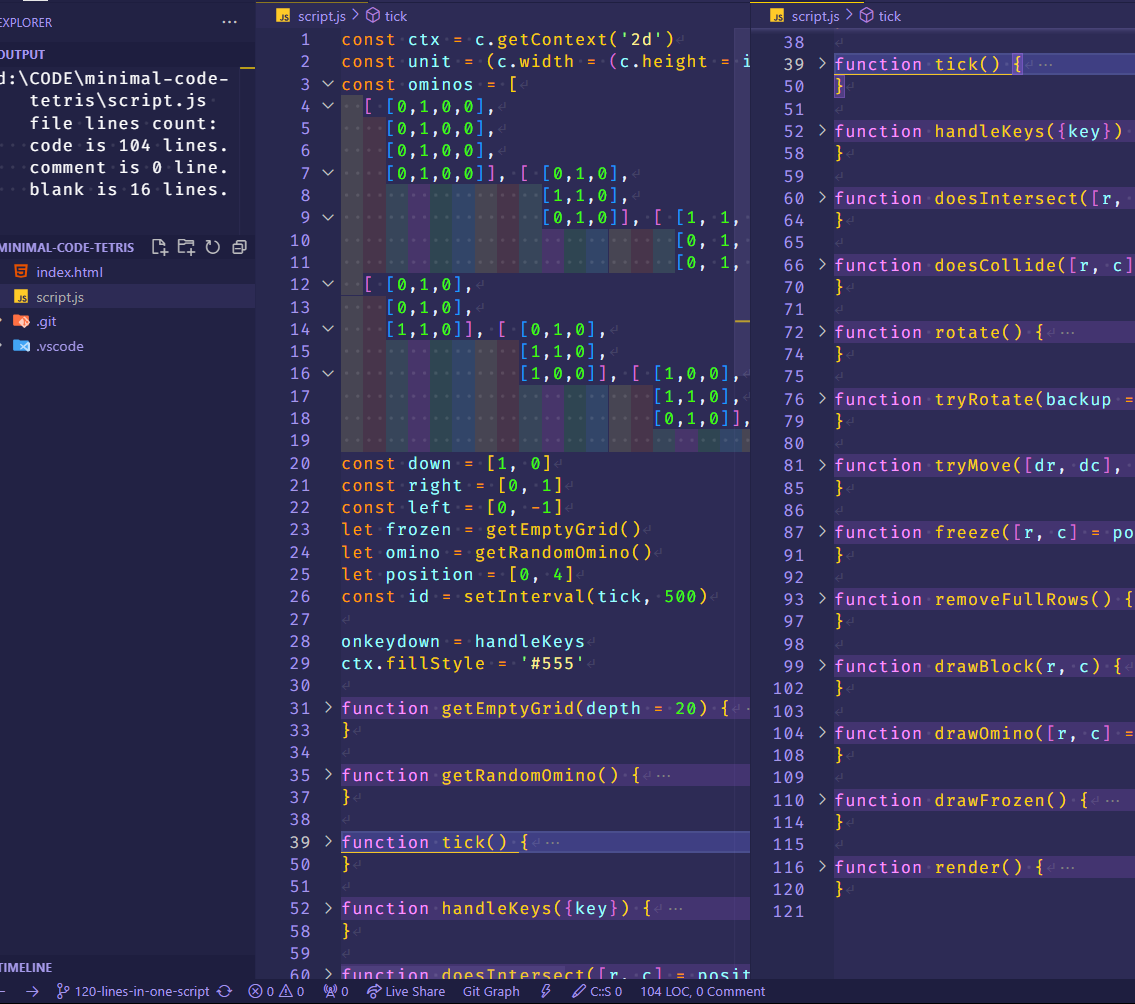 EXPLORER
OUTPUT
d:\CODE\minimal-code-
tetris\script.js
file lines count:
code is 104 lines.
comment is 0 line.
blank is 16 lines.
MINIMAL-CODE-TETRIS
index.html
script.js
.git
.vscode
TIMELINE
script.js > tick
1 const ctx = c.getContext('2d')
2 const unit = (c.width = (c.height = i
3 const ominos = [
4 [ [0,1,0,0],
5 [0,1,0,0],
6 [0,1,0,0],
7 [0,1,0,0]], [ [0,1,0],
8 [1,1,0],
9 [0,1,0]], [ [1, 1,
10 [0, 1,
11 [0, 1,
12 [ [0,1,0],
13 [0,1,0],
14 [1,1,0]], [ [0,1,0],
15 [1,1,0],
16 [1,0,0]], [ [1,0,0],
17 [1,1,0],
18 [0,1,0]],
19
20 const down = [1, 0]
21 const right = [0, 1]
22 const left = [0, -1]
23 let frozen = getEmptyGrid()
24 let omino = getRandomOmino()
25 let position = [0, 4]
26 const id = setInterval(tick, 500)
27
28 onkeydown = handleKeys
29 ctx.fillStyle = '#555'
30
31 function getEmptyGrid(depth = 20) {
33 }
34
35 function getRandomOmino() { ...
37 }
38
39 function tick() { ...
50 }
51
52 function handleKeys({key}) { ...
58 }
59
60 function doesIntersect([r, c] = posit
script.js > tick
38
39 function tick() { ...
50 }
51
52 function handleKeys({key})
58 }
59
60 function doesIntersect([r,
64 }
65
66 function doesCollide([r, c]
70 }
71
72 function rotate() { ...
74 }
75
76 function tryRotate(backup =
79 }
80
81 function tryMove([dr, dc],
85 }
86
87 function freeze([r, c] = po
91 }
92
93 function removeFullRows() {
97 }
98
99 function drawBlock(r, c) {
102 }
103
104 function drawOmino([r, c] =
108 }
109
110 function drawFrozen() { ...
114 }
115
116 function render() { ...
120 }
121
120-lines-in-one-script 0 0 0 Live Share Git Graph C::S 0 104 LOC, 0 Comment